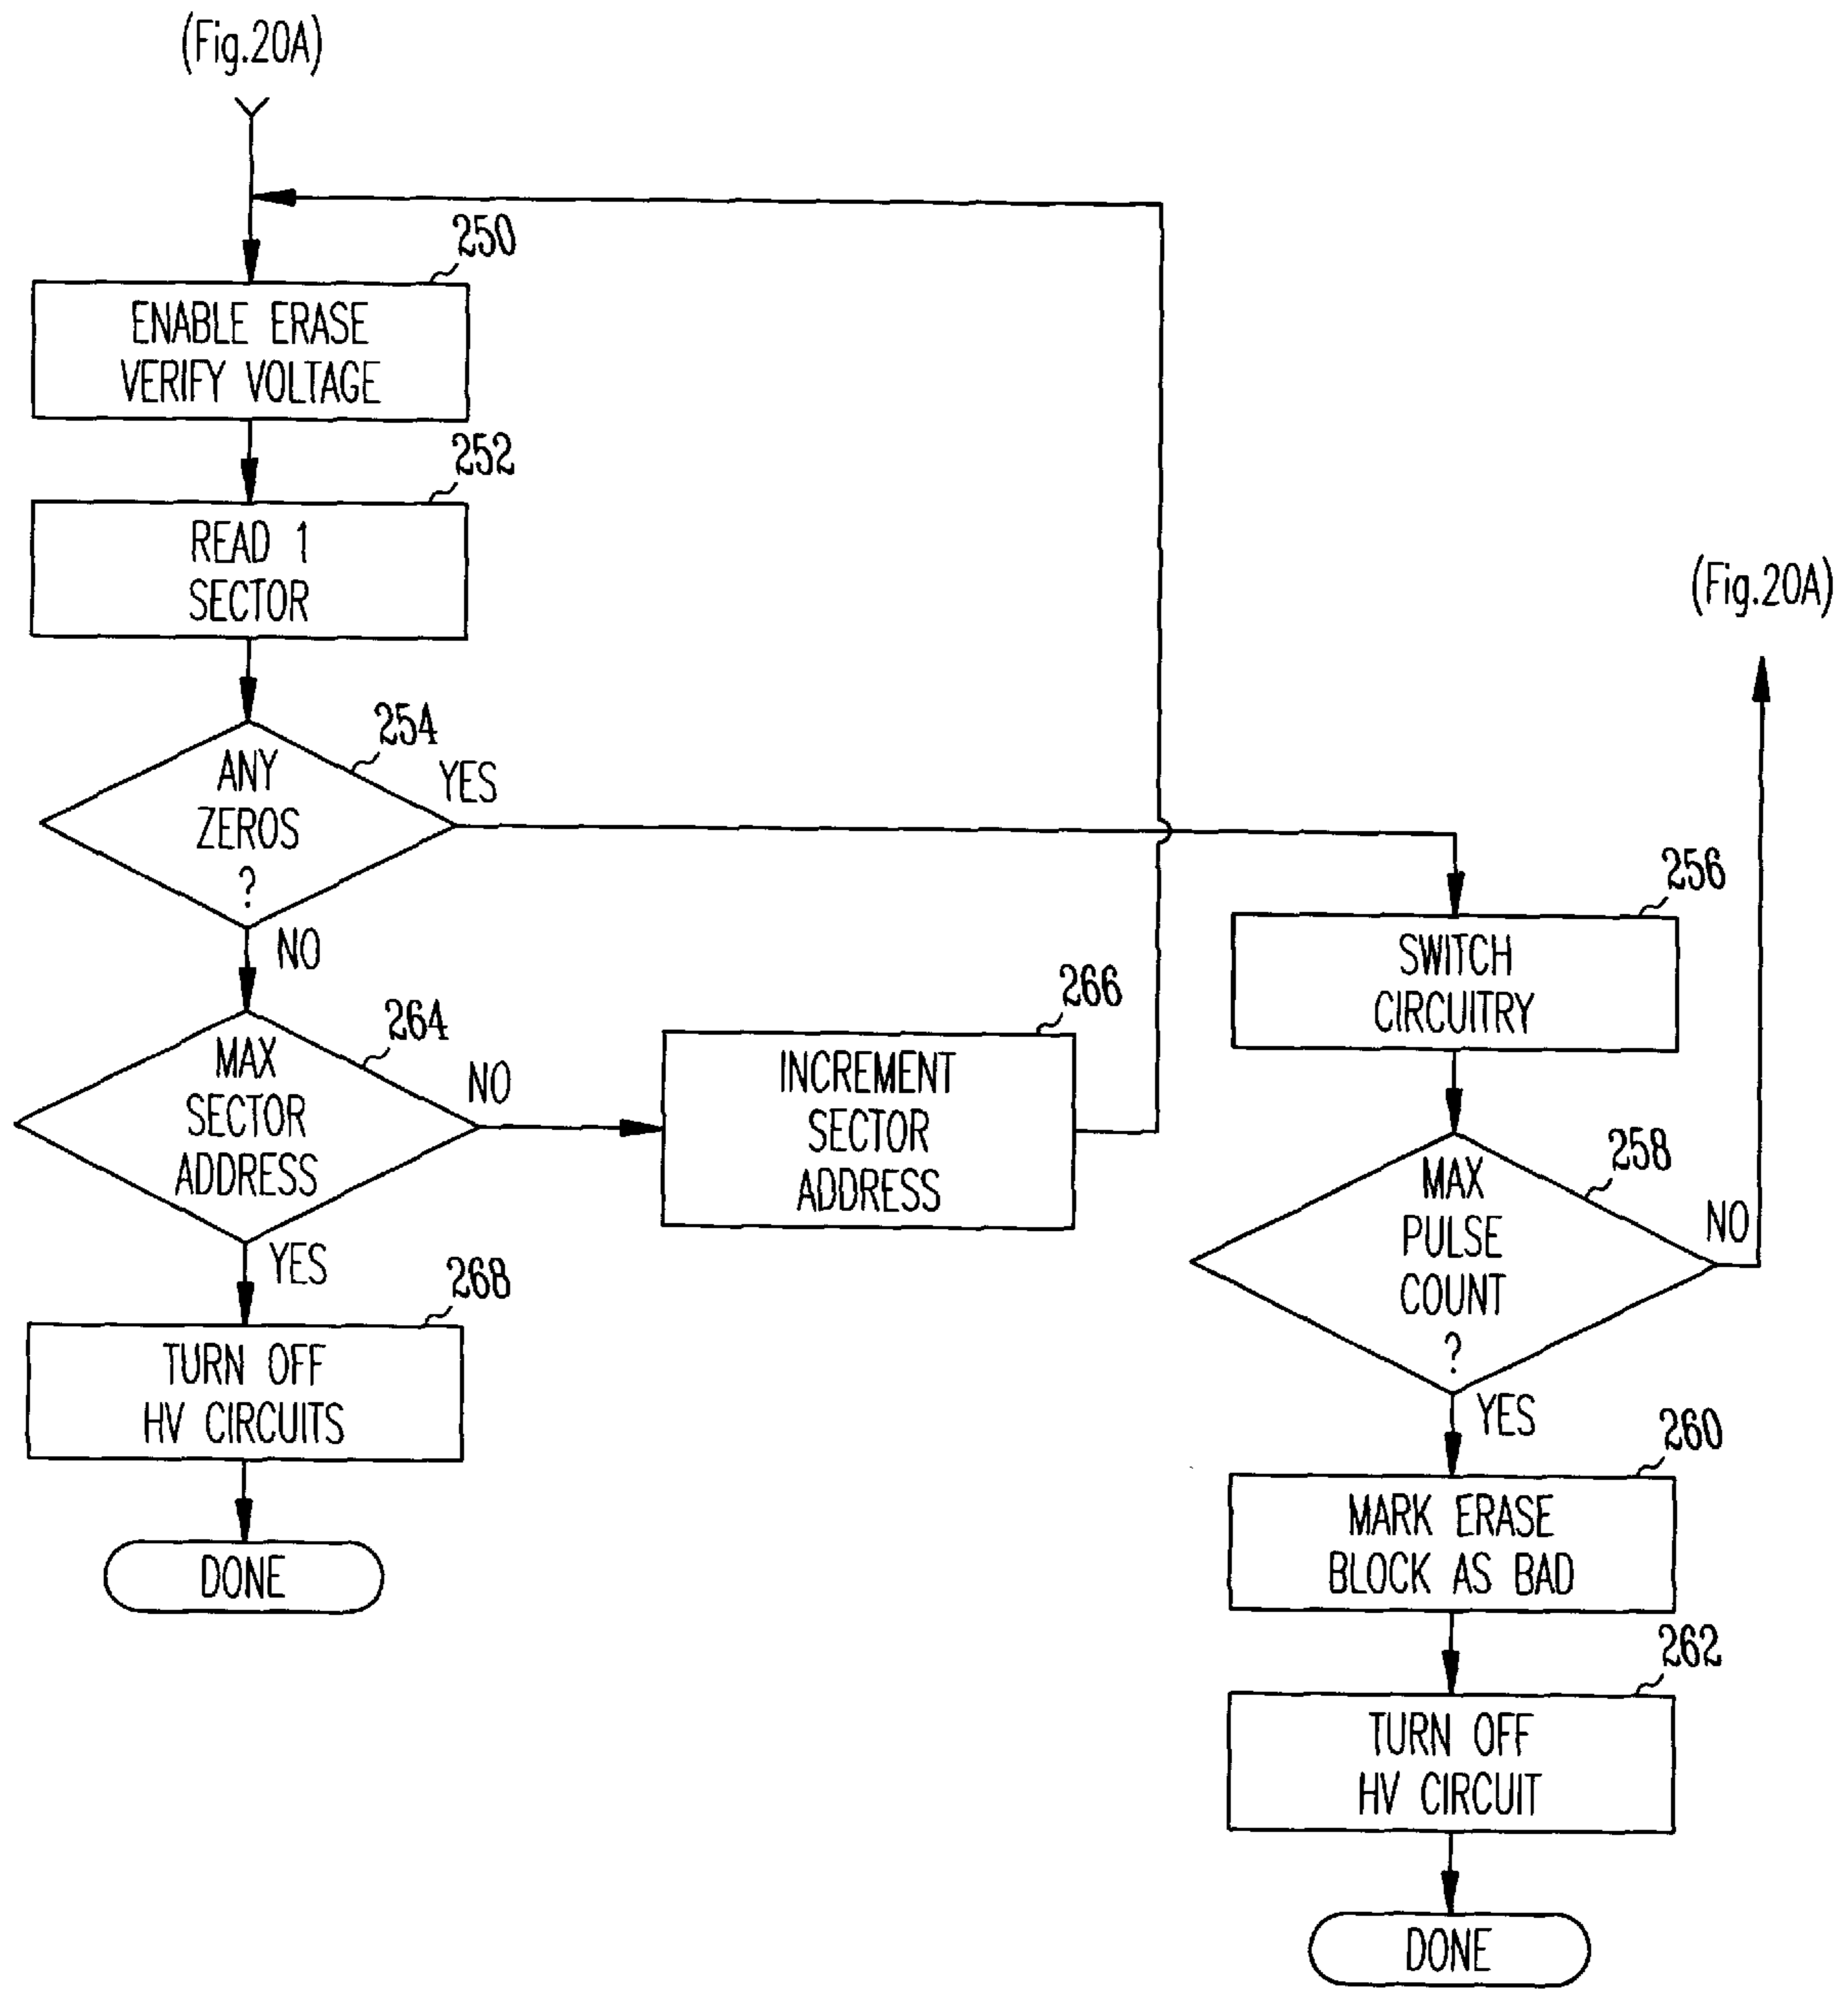 (Fig.20A)
250
ENABLE ERASE
VERIFY VOLTAGE
252
READ 1
SECTOR
254
ANY
ZEROS
?
YES
NO
264
MAX
SECTOR
ADDRESS
NO
YES
266
INCREMENT
SECTOR
ADDRESS
268
TURN OFF
HV CIRCUITS
DONE
(Fig.20A)
256
SWITCH
CIRCUITRY
258
MAX
PULSE
COUNT
?
NO
YES
260
MARK ERASE
BLOCK AS BAD
262
TURN OFF
HV CIRCUIT
DONE